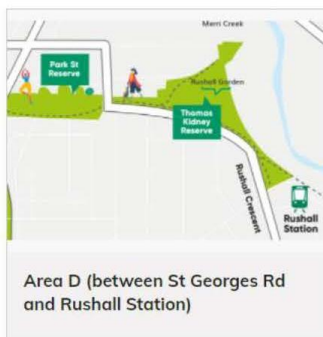 Merri Creek
Park St
Reserve
Rushall Garden
Thomas
Kidney
Reserve
Rushall Crescent
Rushall
Station
Area D (between St Georges Rd
and Rushall Station)